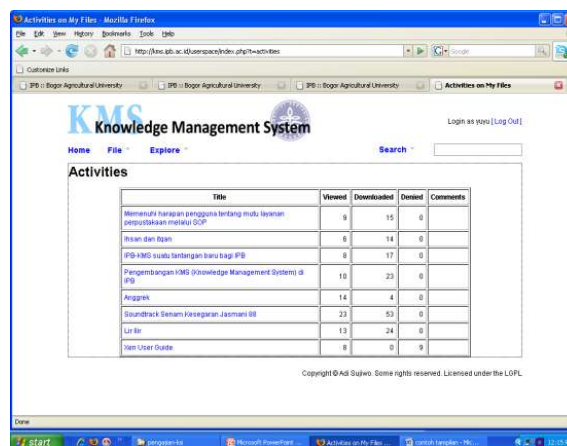 Activities on My Files - Mozilla Firefox
File Edit View History Bookmarks Tools Help
http://kms.ipb.ac.id/userspace/index.php?t=activities
Google
Customize Links
IPB :: Bogor Agricultural University
IPB :: Bogor Agricultural University
IPB :: Bogor Agricultural University
Activities on My Files
KMS
Knowledge Management System
Login as yuyu [Log Out]
Home File Explore Search
Activities
Title Viewed Downloaded Denied Comments
Memenuhi harapan pengguna tentang mutu layanan
perpustakaan melalui SOP 9 15 0
Ihsan dan Itqan 6 14 0
IPB-KMS suatu tantangan baru bagi IPB 8 17 0
Pengembangan KMS (Knowledge Management System) di
IPB 10 23 0
Anggrek 14 4 0
Soundtrack Senam Kesegaran Jasmani 88 23 53 0
Lir Ilir 13 24 0
Xen User Guide 8 0 9
Copyright © Adi Sujiwo. Some rights reserved. Licensed under the LGPL.
Done
start
pengajian-ka
Microsoft PowerPoint ...
Activities on My Files ...
contoh tampilan - Mic...